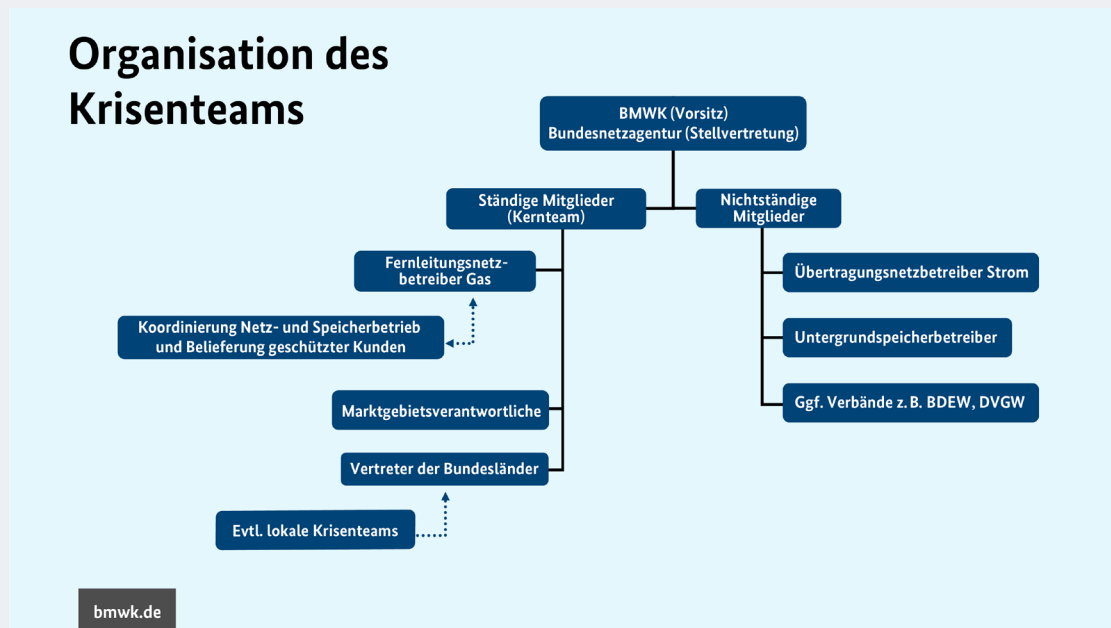 Organisation des
Krisenteams
BMWK (Vorsitz)
Bundesnetzagentur (Stellvertretung)
Ständige Mitglieder
(Kernteam)
Nichtständige
Mitglieder
Fernleitungsnetz-
betreiber Gas
Übertragungsnetzbetreiber Strom
Koordinierung Netz- und Speicherbetrieb
und Belieferung geschützter Kunden
Untergrundspeicherbetreiber
Marktgebietsverantwortliche
Ggf. Verbände z. B. BDEW, DVGW
Vertreter der Bundesländer
Evtl. lokale Krisenteams
bmwk.de